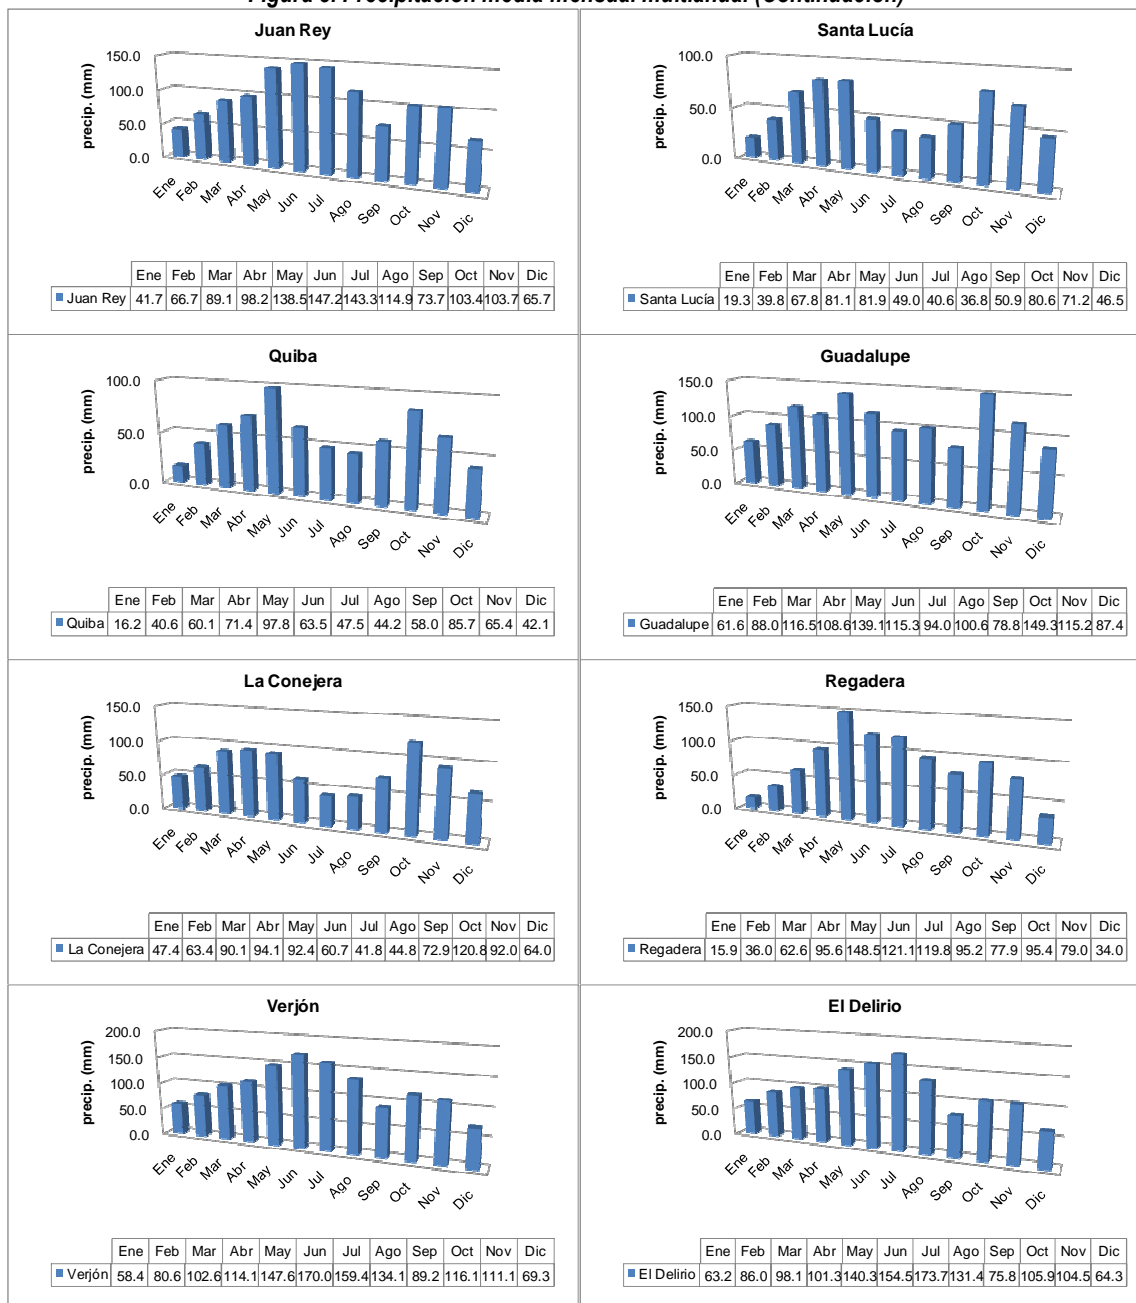 Figura 3. Precipitación media mensual multianual (Continuación)
Juan Rey
precip. (mm)
150.0
100.0
50.0
0.0
Ene Feb Mar Abr May Jun Jul Ago Sep Oct Nov Dic
Ene Feb Mar Abr May Jun Jul Ago Sep Oct Nov Dic
Juan Rey 41.7 66.7 89.1 98.2 138.5 147.2 143.3 114.9 73.7 103.4 103.7 65.7
Santa Lucía
precip. (mm)
100.0
50.0
0.0
Ene Feb Mar Abr May Jun Jul Ago Sep Oct Nov Dic
Ene Feb Mar Abr May Jun Jul Ago Sep Oct Nov Dic
Santa Lucía 19.3 39.8 67.8 81.1 81.9 49.0 40.6 36.8 50.9 80.6 71.2 46.5
Quiba
precip. (mm)
100.0
50.0
0.0
Ene Feb Mar Abr May Jun Jul Ago Sep Oct Nov Dic
Ene Feb Mar Abr May Jun Jul Ago Sep Oct Nov Dic
Quiba 16.2 40.6 60.1 71.4 97.8 63.5 47.5 44.2 58.0 85.7 65.4 42.1
Guadalupe
precip. (mm)
150.0
100.0
50.0
0.0
Ene Feb Mar Abr May Jun Jul Ago Sep Oct Nov Dic
Ene Feb Mar Abr May Jun Jul Ago Sep Oct Nov Dic
Guadalupe 61.6 88.0 116.5 108.6 139.1 115.3 94.0 100.6 78.8 149.3 115.2 87.4
La Conejera
precip. (mm)
150.0
100.0
50.0
0.0
Ene Feb Mar Abr May Jun Jul Ago Sep Oct Nov Dic
Ene Feb Mar Abr May Jun Jul Ago Sep Oct Nov Dic
La Conejera 47.4 63.4 90.1 94.1 92.4 60.7 41.8 44.8 72.9 120.8 92.0 64.0
Regadera
precip. (mm)
150.0
100.0
50.0
0.0
Ene Feb Mar Abr May Jun Jul Ago Sep Oct Nov Dic
Ene Feb Mar Abr May Jun Jul Ago Sep Oct Nov Dic
Regadera 15.9 36.0 62.6 95.6 148.5 121.1 119.8 95.2 77.9 95.4 79.0 34.0
Verjón
precip. (mm)
200.0
150.0
100.0
50.0
0.0
Ene Feb Mar Abr May Jun Jul Ago Sep Oct Nov Dic
Ene Feb Mar Abr May Jun Jul Ago Sep Oct Nov Dic
Verjón 58.4 80.6 102.6 114.1 147.6 170.0 159.4 134.1 89.2 116.1 111.1 69.3
El Delirio
precip. (mm)
200.0
150.0
100.0
50.0
0.0
Ene Feb Mar Abr May Jun Jul Ago Sep Oct Nov Dic
Ene Feb Mar Abr May Jun Jul Ago Sep Oct Nov Dic
El Delirio 63.2 86.0 98.1 101.3 140.3 154.5 173.7 131.4 75.8 105.9 104.5 64.3